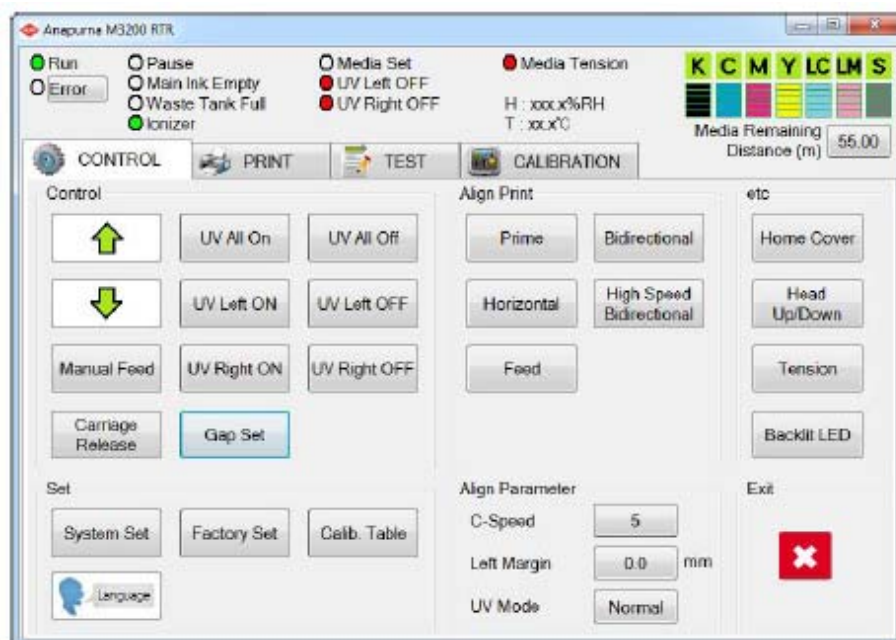 Anapurna M3200 RTR
Run
Pause
Media Set
Media Tension
K C M Y LC LM S
Error
Main Ink Empty
UV Left OFF
Waste Tank Full
UV Right OFF
H : xxx.x%RH
Ionizer
T : xx.x℃
Media Remaining
Distance (m)
55.00
CONTROL
PRINT
TEST
CALIBRATION
Control
UV All On
UV All Off
UV Left ON
UV Left OFF
Manual Feed
UV Right ON
UV Right OFF
Carriage
Release
Gap Set
Align Print
Prime
Bidirectional
Horizontal
High Speed
Bidirectional
Feed
etc
Home Cover
Head
Up/Down
Tension
Backlit LED
Set
System Set
Factory Set
Calib. Table
Language
Align Parameter
C-Speed
5
Left Margin
0.0
mm
UV Mode
Normal
Exit